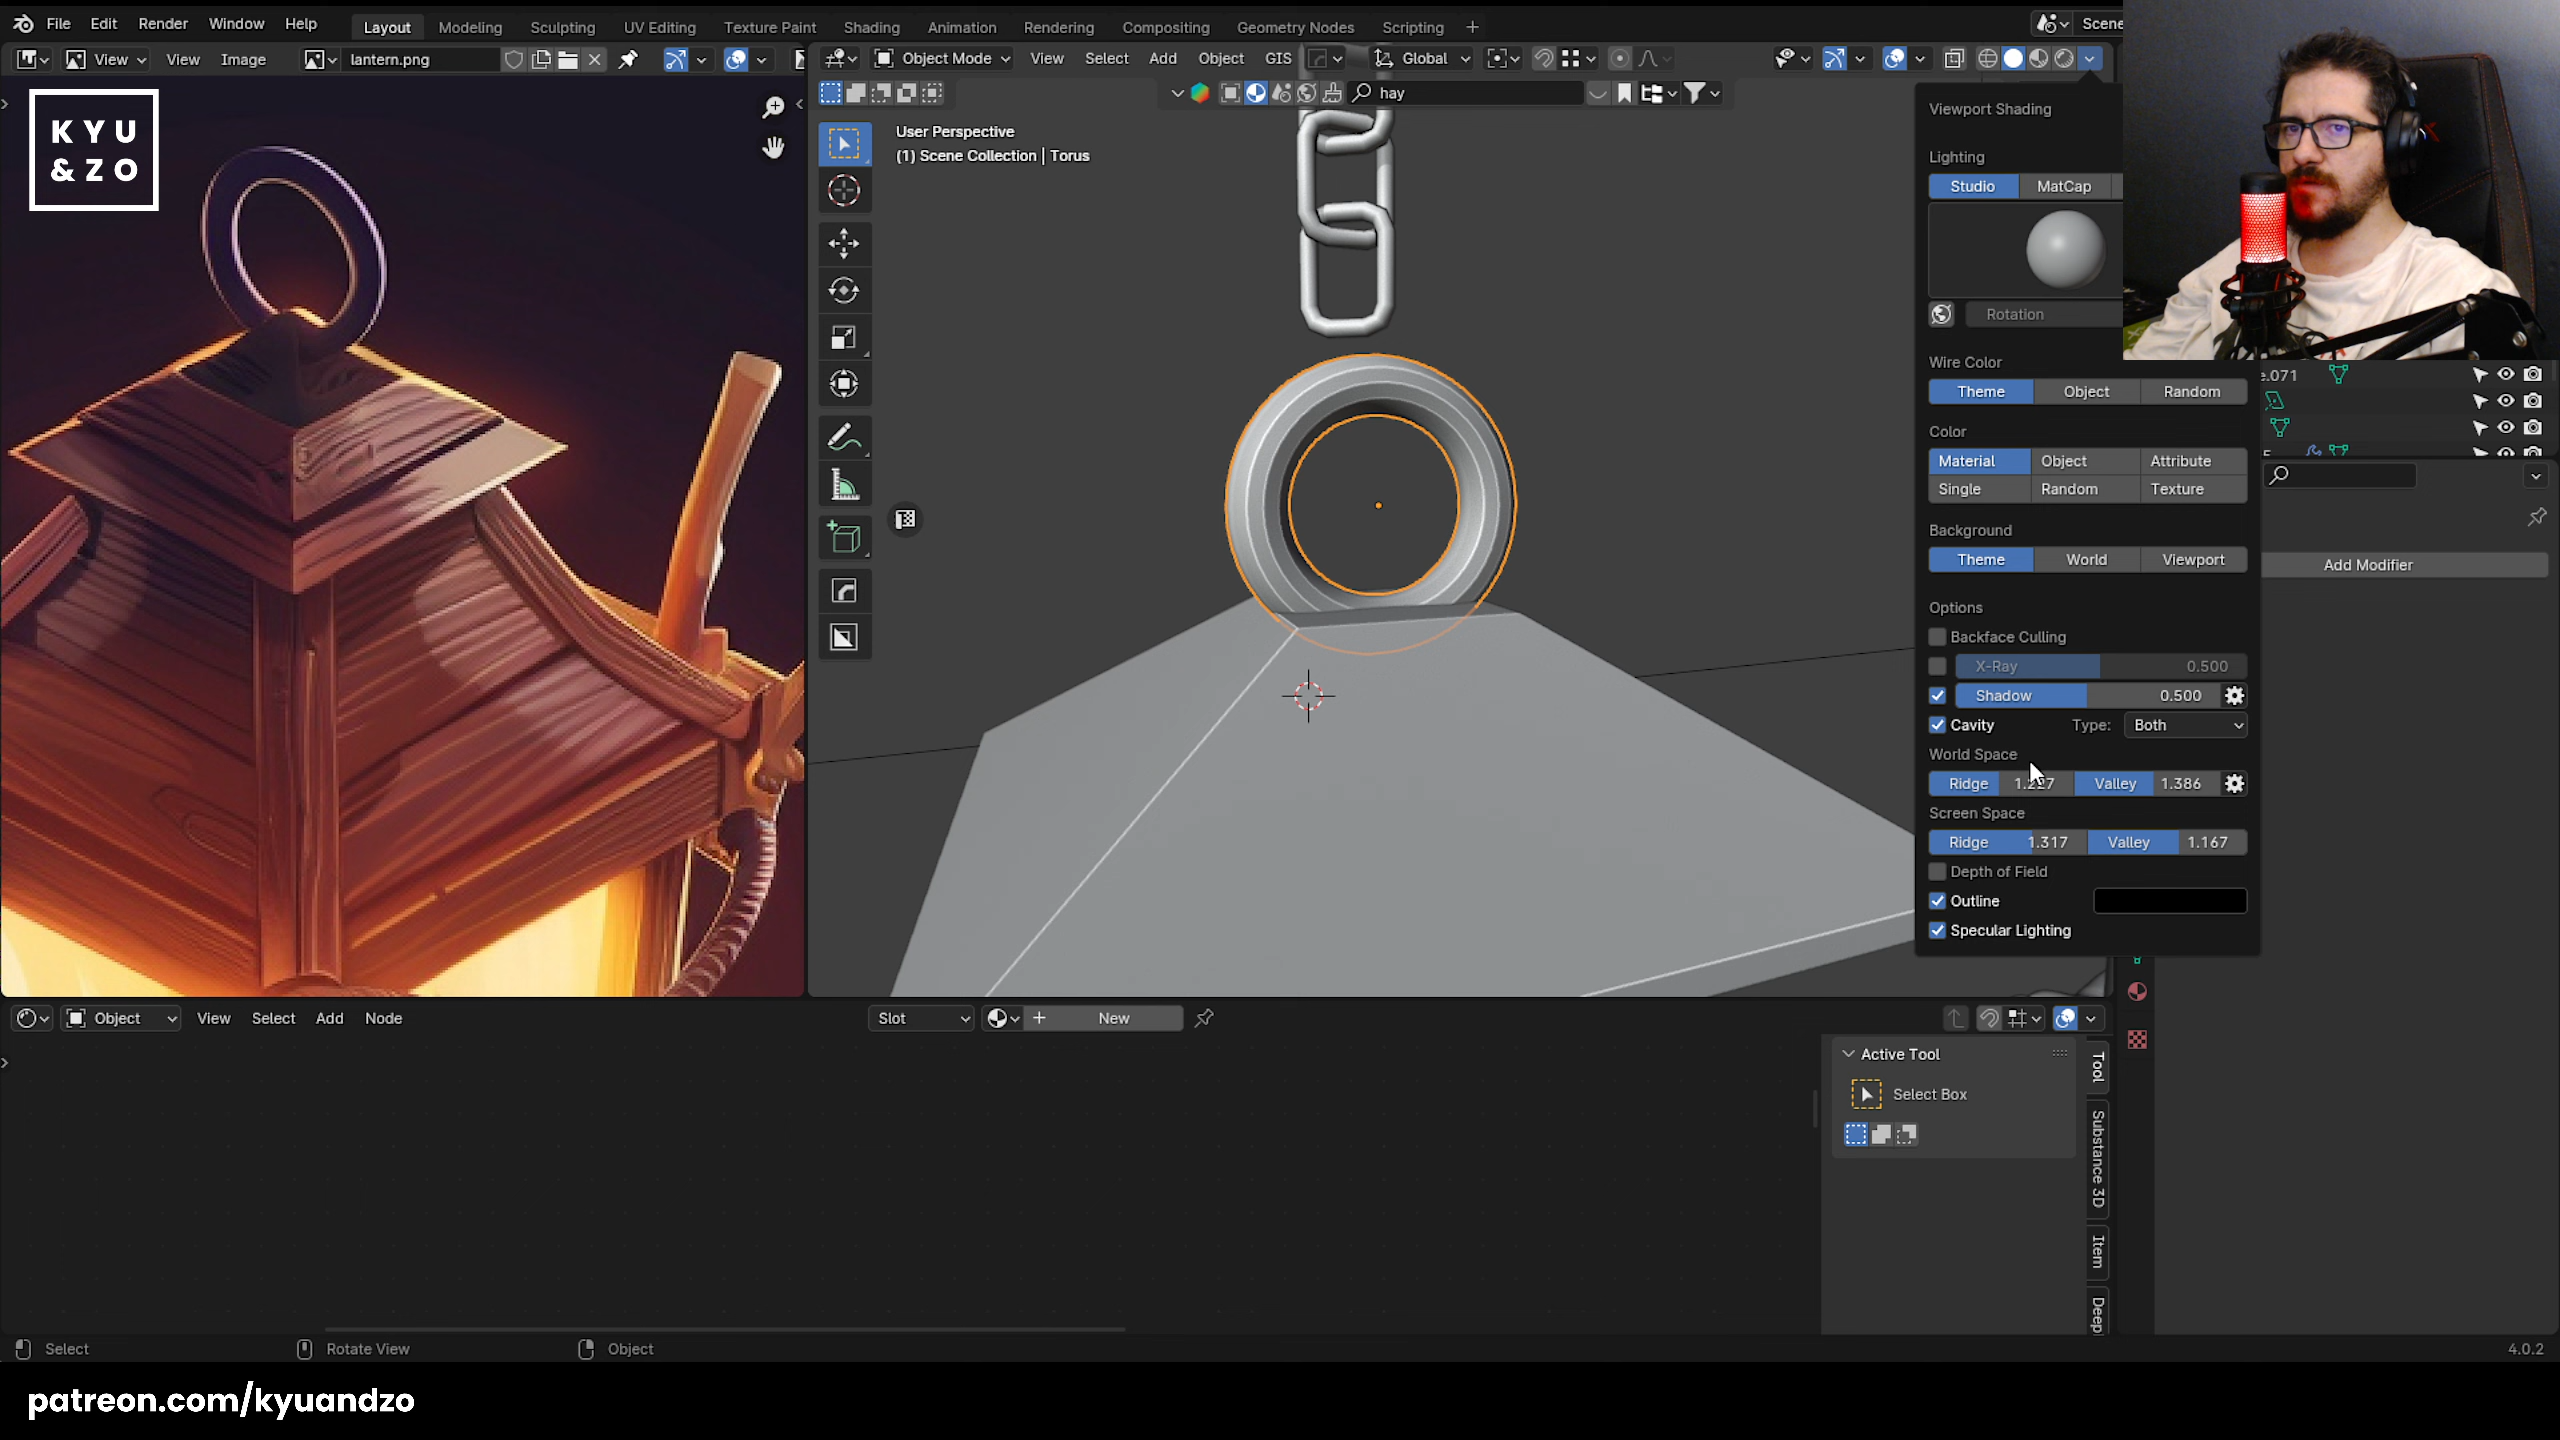 File Edit Render Window Help
Layout Modeling Sculpting UV Editing Texture Paint Shading Animation Rendering Compositing Geometry Nodes Scripting +
Scene
View View Image lantern.png
Object Mode View Select Add Object GIS Global
hay
KYU
&ZO
User Perspective
(1) Scene Collection | Torus
Viewport Shading
Lighting
Studio MatCap
Rotation
Wire Color
Theme Object Random
Color
Material Object Attribute
Single Random Texture
Background
Theme World Viewport
Options
Backface Culling
X-Ray 0.500
Shadow 0.500
Cavity Type: Both
World Space
Ridge Valley 1.386
Screen Space
Ridge 1.317 Valley 1.167
Depth of Field
Outline
Specular Lighting
.071
Add Modifier
Object View Select Add Node
Slot New
Active Tool
Select Box
Tool
Substance 3D
Item
Deep
Select Rotate View Object
4.0.2
patreon.com/kyuandzo